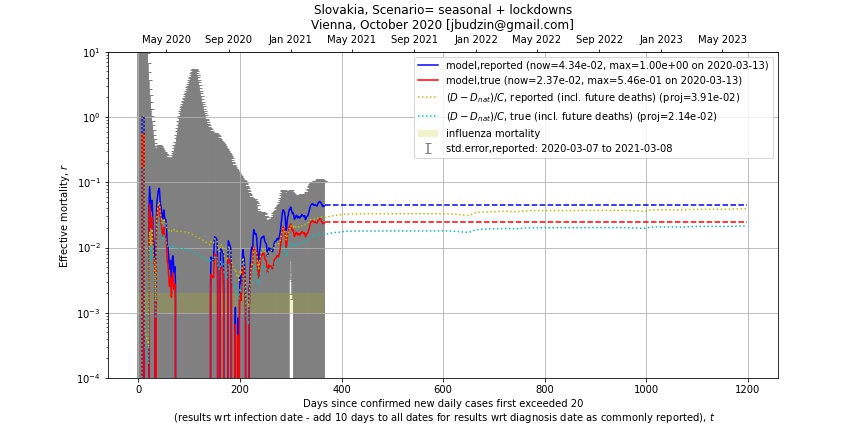 Slovakia, Scenario= seasonal + lockdowns
Vienna, October 2020 [jbudzin@gmail.com]
May 2020 Sep 2020 Jan 2021 May 2021 Sep 2021 Jan 2022 May 2022 Sep 2022 Jan 2023 May 2023
model,reported (now=4.34e-02, max=1.00e+00 on 2020-03-13)
model,true (now=2.37e-02, max=5.46e-01 on 2020-03-13)
(D − Dnat)/C, reported (incl. future deaths) (proj=3.91e-02)
(D − Dnat)/C, true (incl. future deaths) (proj=2.14e-02)
influenza mortality
std.error,reported: 2020-03-07 to 2021-03-08
Effective mortality, r
10¹
10⁰
10⁻¹
10⁻²
10⁻³
10⁻⁴
0 200 400 600 800 1000 1200
Days since confirmed new daily cases first exceeded 20
(results wrt infection date - add 10 days to all dates for results wrt diagnosis date as commonly reported), t